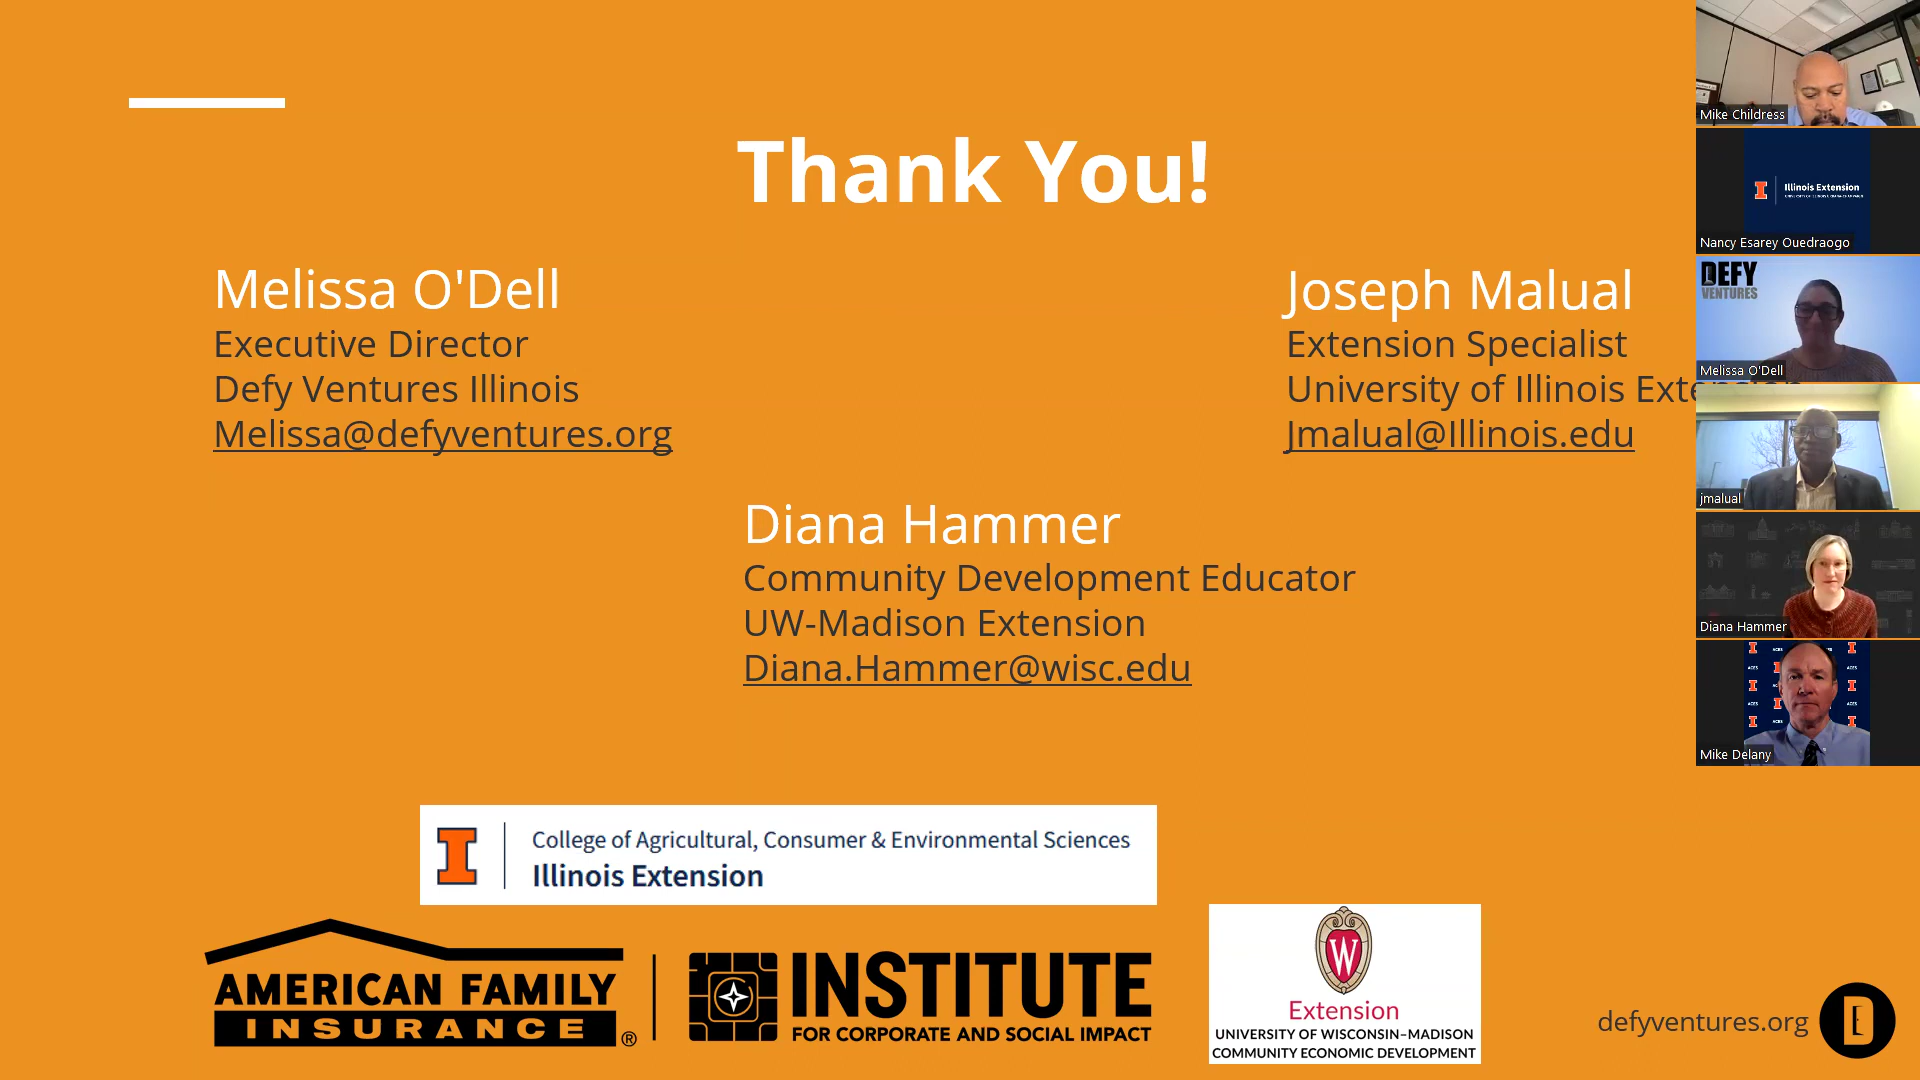 Thank You!
Melissa O'Dell
Executive Director
Defy Ventures Illinois
Melissa@defyventures.org
Joseph Malual
Extension Specialist
University of Illinois Extension
Jmalual@Illinois.edu
Diana Hammer
Community Development Educator
UW-Madison Extension
Diana.Hammer@wisc.edu
I
College of Agricultural, Consumer & Environmental Sciences
Illinois Extension
AMERICAN FAMILY
INSURANCE ®
INSTITUTE
FOR CORPORATE AND SOCIAL IMPACT
W
Extension
UNIVERSITY OF WISCONSIN–MADISON
COMMUNITY ECONOMIC DEVELOPMENT
defyventures.org
D
Mike Childress
I Illinois Extension
Nancy Esarey Ouedraogo
DEFY
VENTURES
Melissa O'Dell
jmalual
Diana Hammer
ACES
Mike Delany